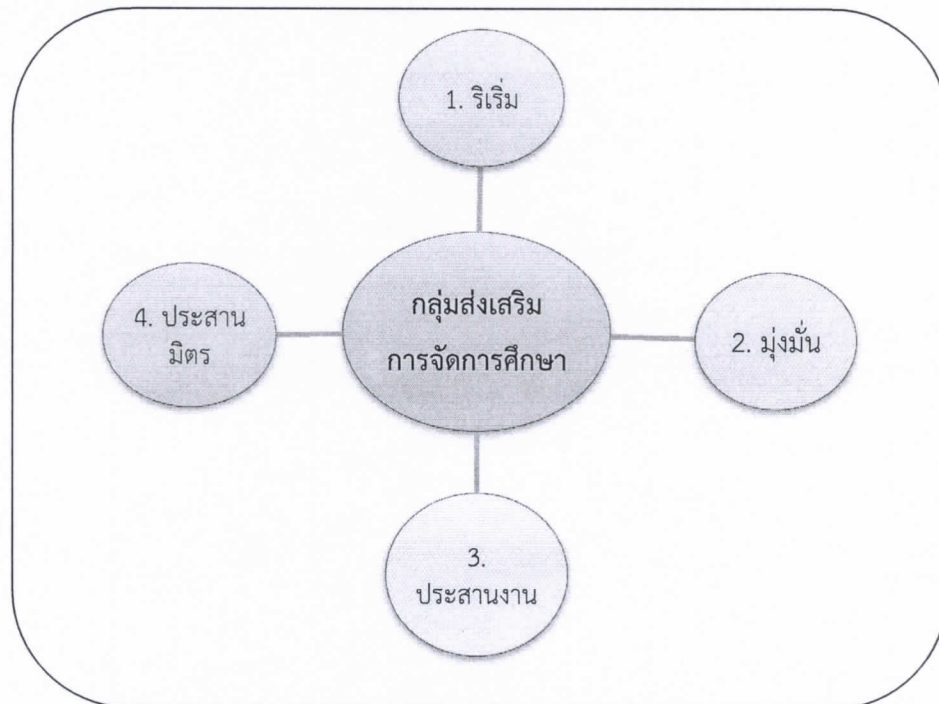 1. ริเริ่ม
กลุ่มส่งเสริม
การจัดการศึกษา
2. มุ่งมั่น
3.
ประสานงาน
4. ประสาน
มิตร